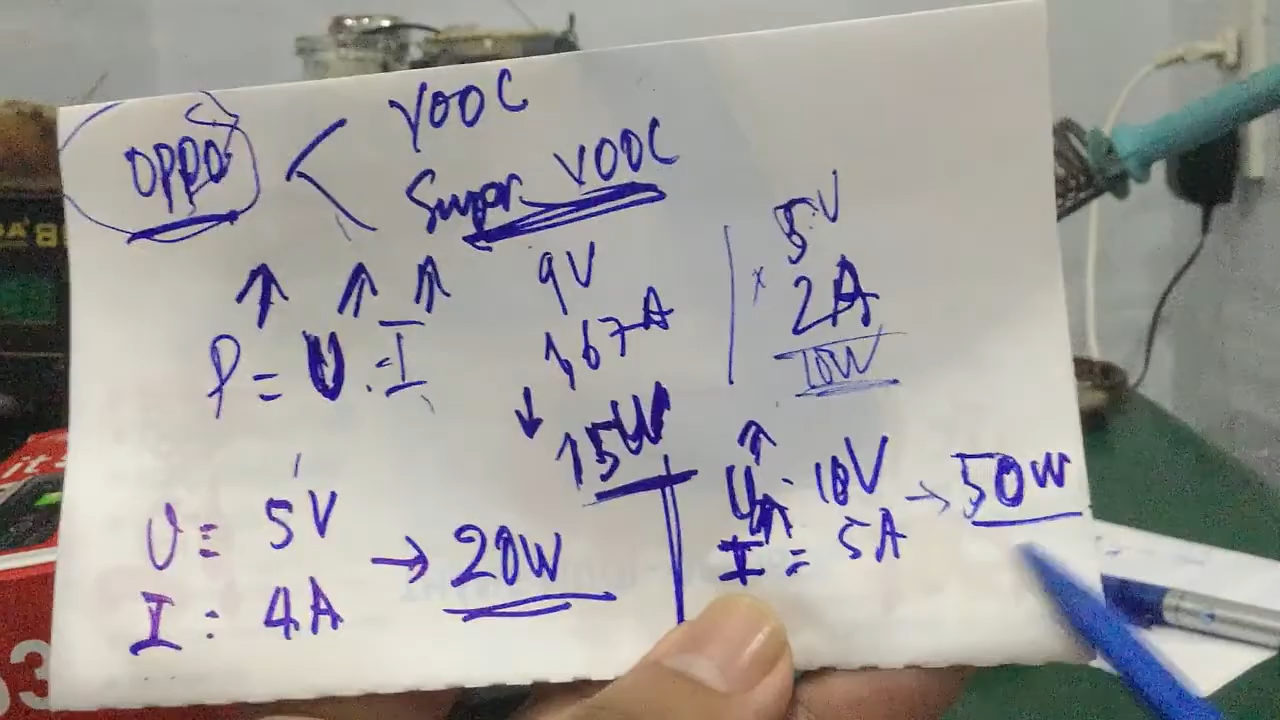 OPPO
VOOC
Super VOOC
P = U . I
9V
1,67A
15W
5V
× 2A
10W
U = 5V
I : 4A
→ 20W
U : 10V
I = 5A
→ 50W